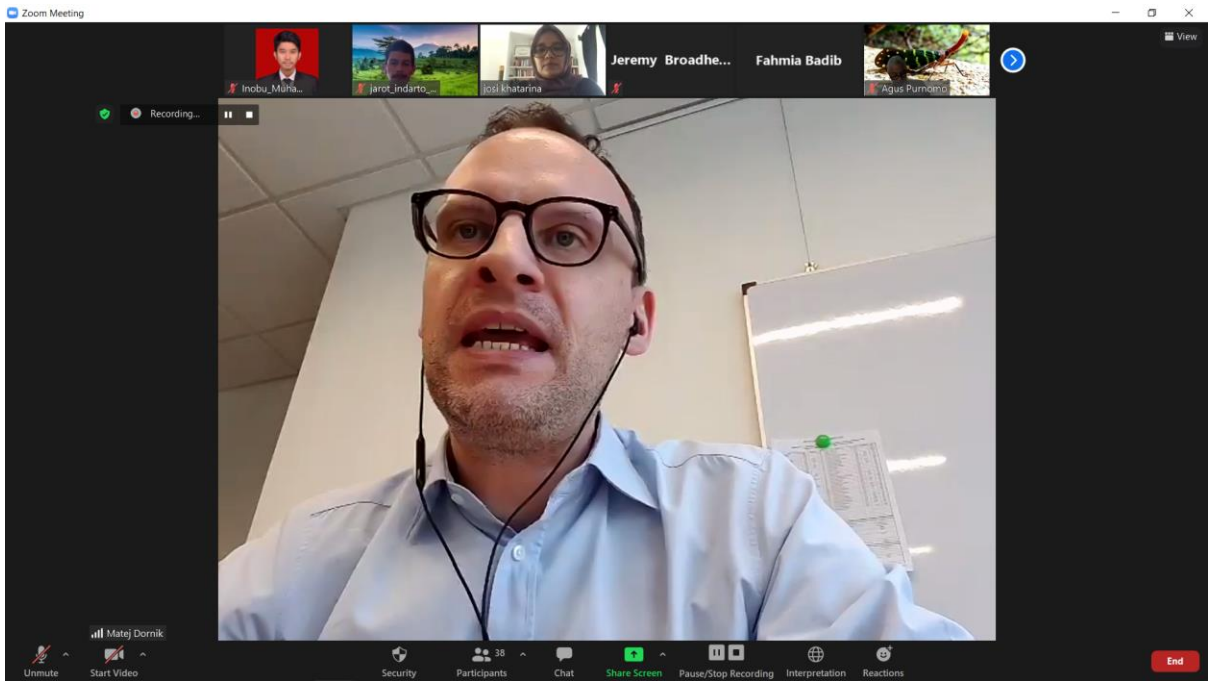 Zoom Meeting
View
Inobu_Muha...
jarot_indarto_...
josi khatarina
Jeremy Broadhe...
Fahmia Badib
Agus Purnomo
Recording...
Matej Dornik
Unmute
Start Video
Security
38
Participants
Chat
Share Screen
Pause/Stop Recording
Interpretation
Reactions
End